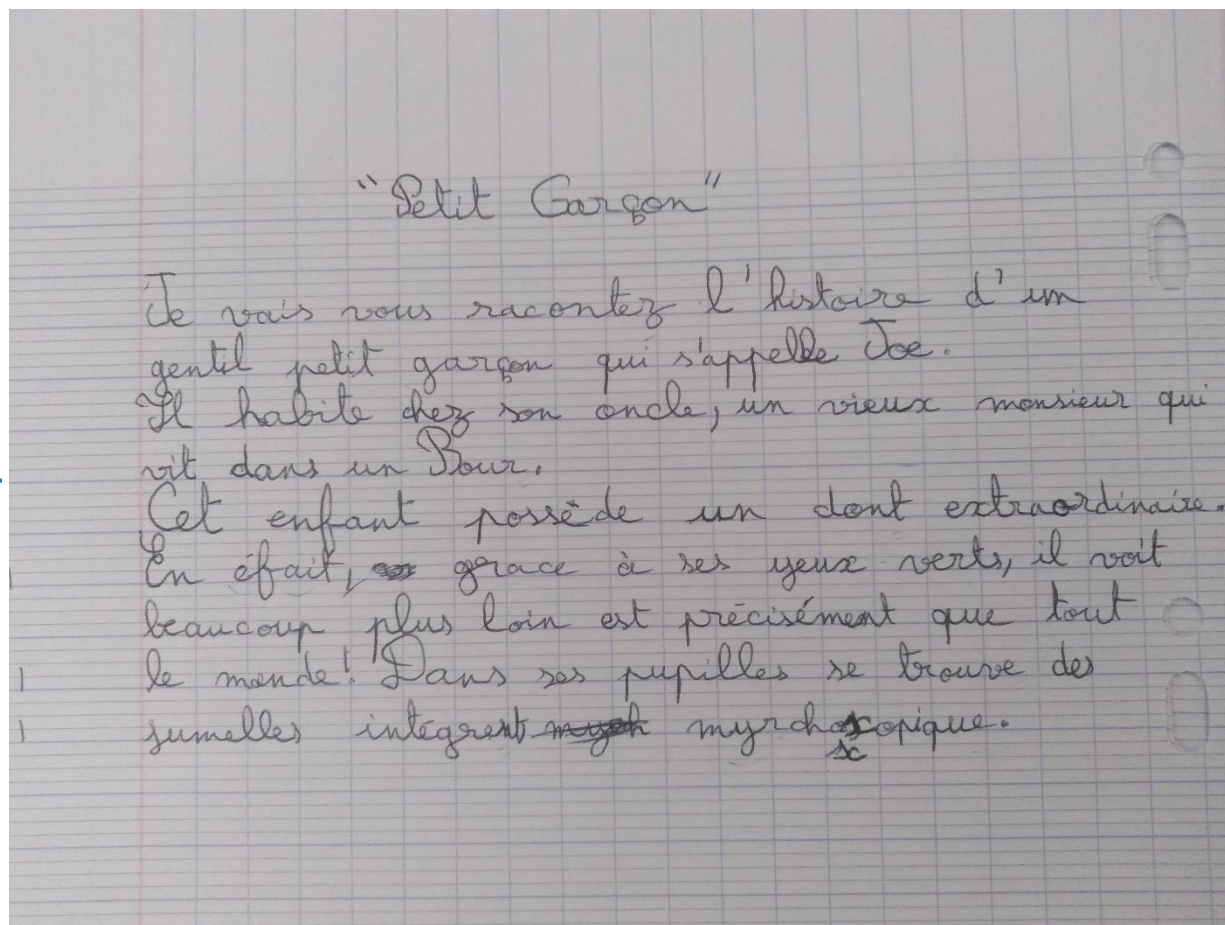 "Petit Garçon"
Je vais vous racontez l'histoire d'un
gentil petit garçon qui s'appelle Joe.
Il habite chez son oncle, un vieux monsieur qui
vit dans un Bour.
Cet enfant possède un dont extraordinaire.
En éfait, grace à ses yeux verts, il voit
beaucoup plus loin est précisément que tout
le monde! Dans ses pupilles se trouve des
jumelles intégrent myrchoscopique.